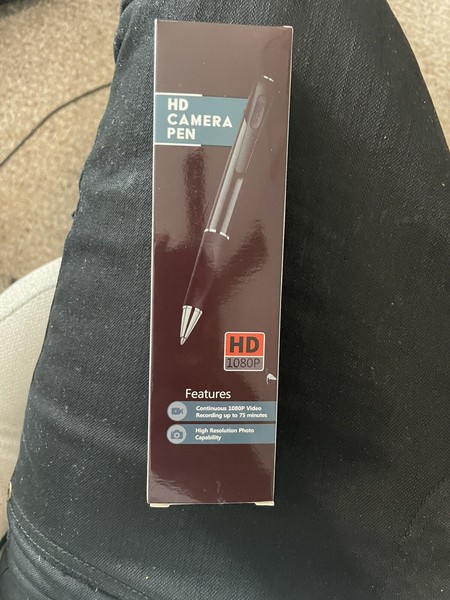 HD
CAMERA
PEN
HD
1080P
Features
Continuous 1080P Video
Recording up to 75 minutes
High Resolution Photo
Capability